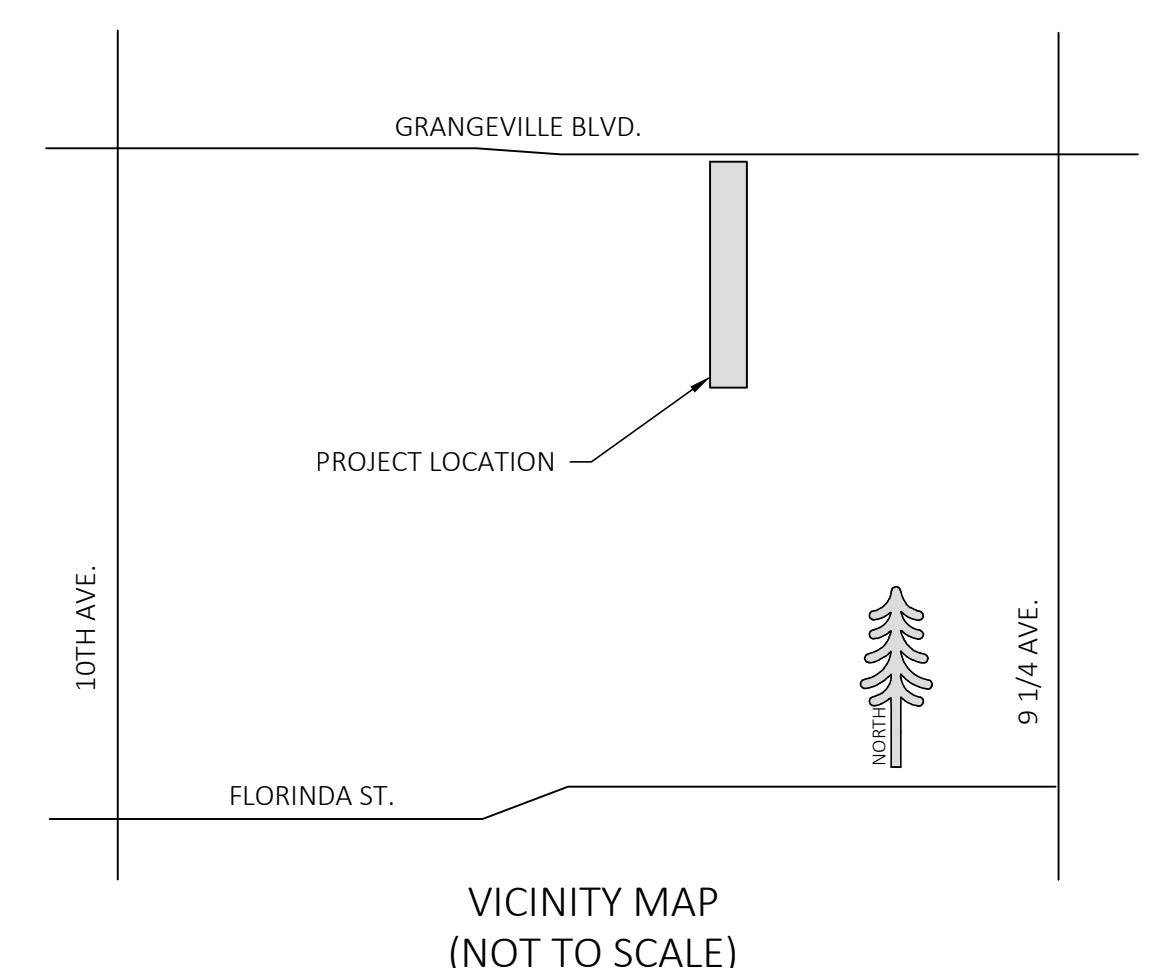 GRANGEVILLE BLVD.
PROJECT LOCATION
10TH AVE.
9 1/4 AVE.
NORTH
FLORINDA ST.
VICINITY MAP
(NOT TO SCALE)